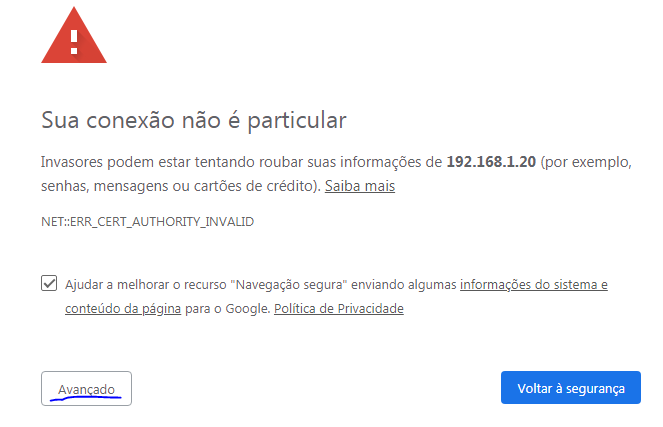 Sua conexão não é particular
Invasores podem estar tentando roubar suas informações de 192.168.1.20 (por exemplo,
senhas, mensagens ou cartões de crédito). Saiba mais
NET::ERR_CERT_AUTHORITY_INVALID
Ajudar a melhorar o recurso "Navegação segura" enviando algumas informações do sistema e
conteúdo da página para o Google. Política de Privacidade
Avançado
Voltar à segurança